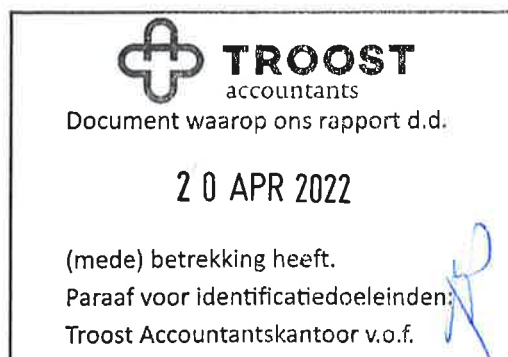 TROOST
accountants
Document waarop ons rapport d.d.
20 APR 2022
(mede) betrekking heeft.
Paraaf voor identificatiedoeleinden:
Troost Accountantskantoor v.o.f.